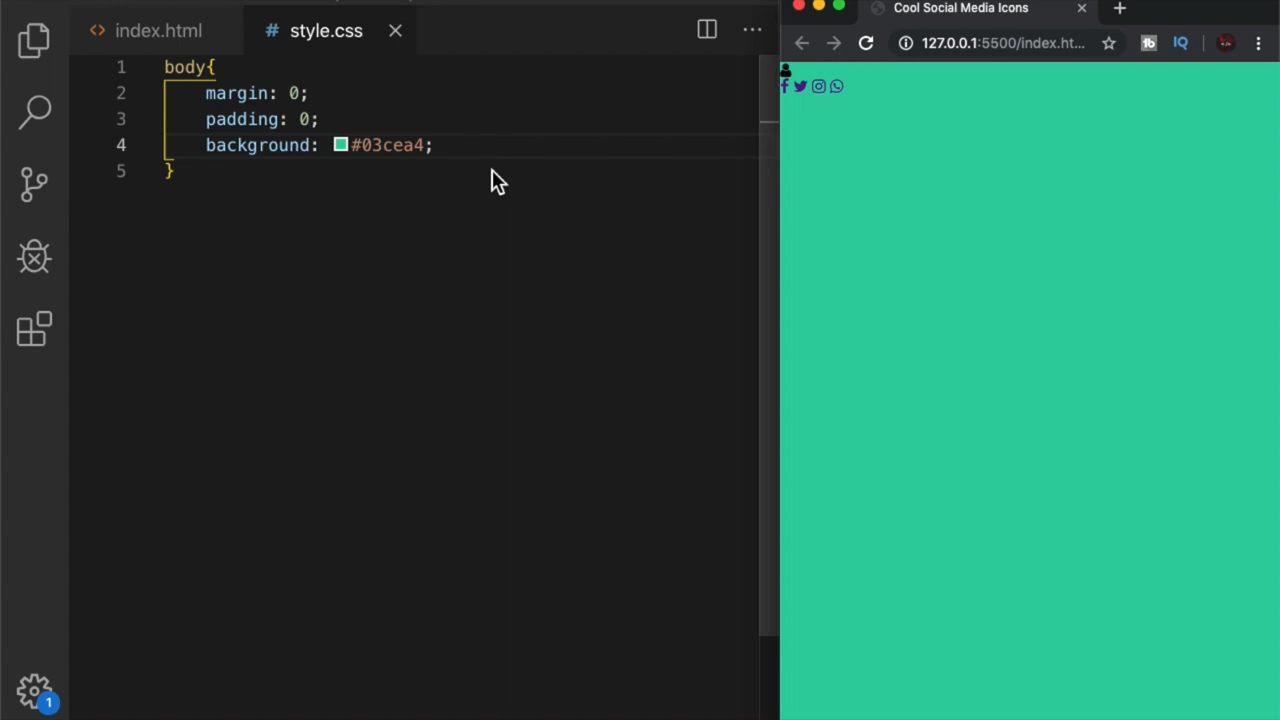 index.html
# style.css
Cool Social Media Icons
127.0.0.1:5500/index.ht...
tb
IQ
1 body{
2 margin: 0;
3 padding: 0;
4 background: #03cea4;
5 }
1